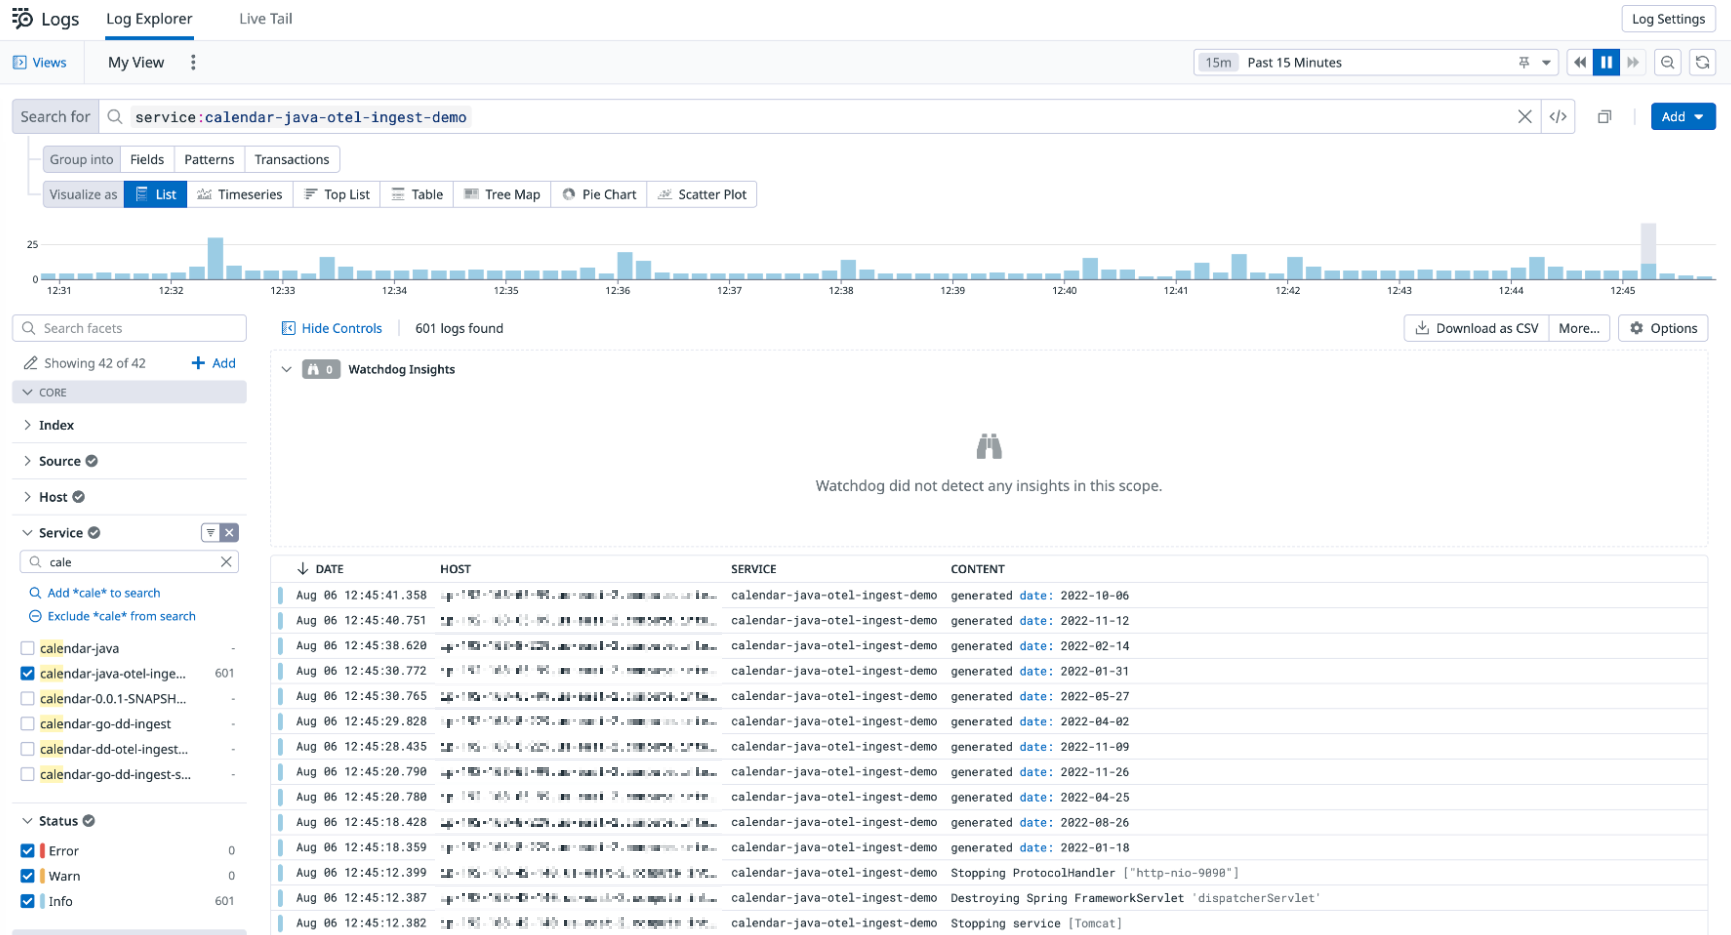 Logs Log Explorer Live Tail Log Settings
Views My View 15m Past 15 Minutes
Search for service:calendar-java-otel-ingest-demo </> Add
Group into Fields Patterns Transactions
Visualize as List Timeseries Top List Table Tree Map Pie Chart Scatter Plot
25
0
12:31 12:32 12:33 12:34 12:35 12:36 12:37 12:38 12:39 12:40 12:41 12:42 12:43 12:44 12:45
Search facets Hide Controls 601 logs found Download as CSV More... Options
Showing 42 of 42 Add
0 Watchdog Insights
CORE
Index
Source
Host
Service
cale
Add *cale* to search
Exclude *cale* from search
calendar-java -
calendar-java-otel-inge... 601
calendar-0.0.1-SNAPSH... -
calendar-go-dd-ingest -
calendar-dd-otel-ingest... -
calendar-go-dd-ingest-s... -
Status
Error 0
Warn 0
Info 601
Watchdog did not detect any insights in this scope.
DATE HOST SERVICE CONTENT
Aug 06 12:45:41.358 calendar-java-otel-ingest-demo generated date: 2022-10-06
Aug 06 12:45:40.751 calendar-java-otel-ingest-demo generated date: 2022-11-12
Aug 06 12:45:38.620 calendar-java-otel-ingest-demo generated date: 2022-02-14
Aug 06 12:45:30.772 calendar-java-otel-ingest-demo generated date: 2022-01-31
Aug 06 12:45:30.765 calendar-java-otel-ingest-demo generated date: 2022-05-27
Aug 06 12:45:29.828 calendar-java-otel-ingest-demo generated date: 2022-04-02
Aug 06 12:45:28.435 calendar-java-otel-ingest-demo generated date: 2022-11-09
Aug 06 12:45:20.790 calendar-java-otel-ingest-demo generated date: 2022-11-26
Aug 06 12:45:20.780 calendar-java-otel-ingest-demo generated date: 2022-04-25
Aug 06 12:45:18.428 calendar-java-otel-ingest-demo generated date: 2022-08-26
Aug 06 12:45:18.359 calendar-java-otel-ingest-demo generated date: 2022-01-18
Aug 06 12:45:12.399 calendar-java-otel-ingest-demo Stopping ProtocolHandler ["http-nio-9090"]
Aug 06 12:45:12.387 calendar-java-otel-ingest-demo Destroying Spring FrameworkServlet 'dispatcherServlet'
Aug 06 12:45:12.382 calendar-java-otel-ingest-demo Stopping service [Tomcat]